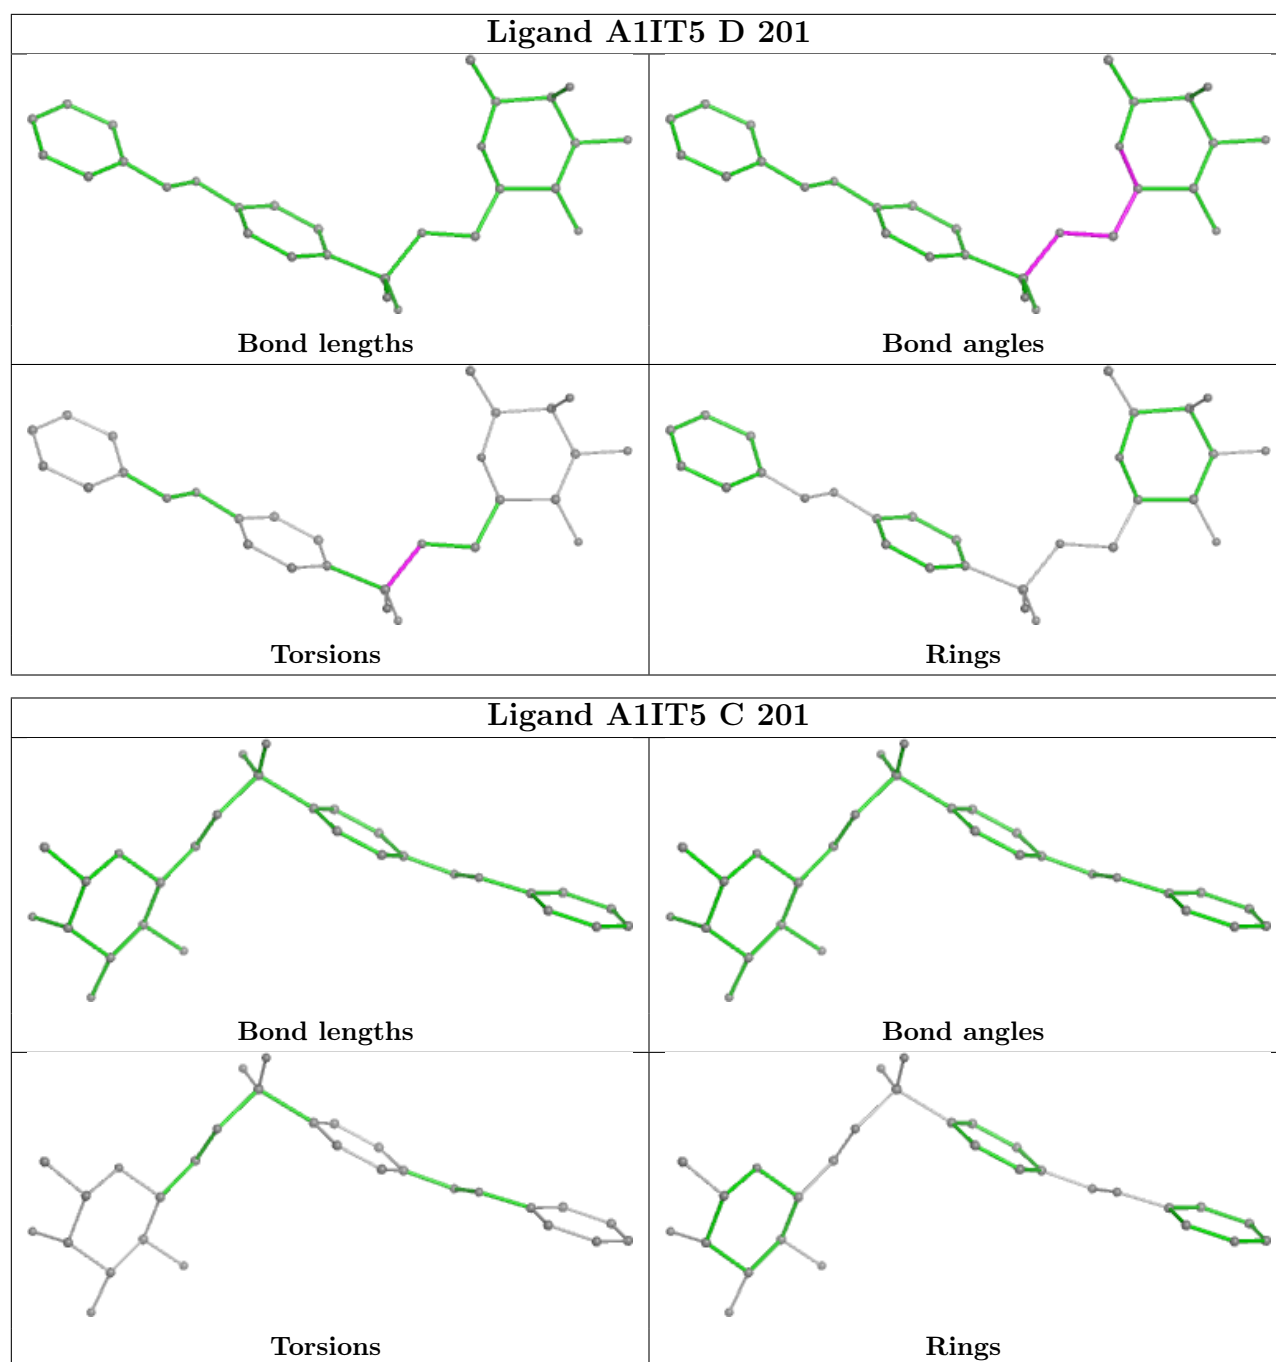 Ligand A1IT5 D 201
Bond lengths
Bond angles
Torsions
Rings
Ligand A1IT5 C 201
Bond lengths
Bond angles
Torsions
Rings